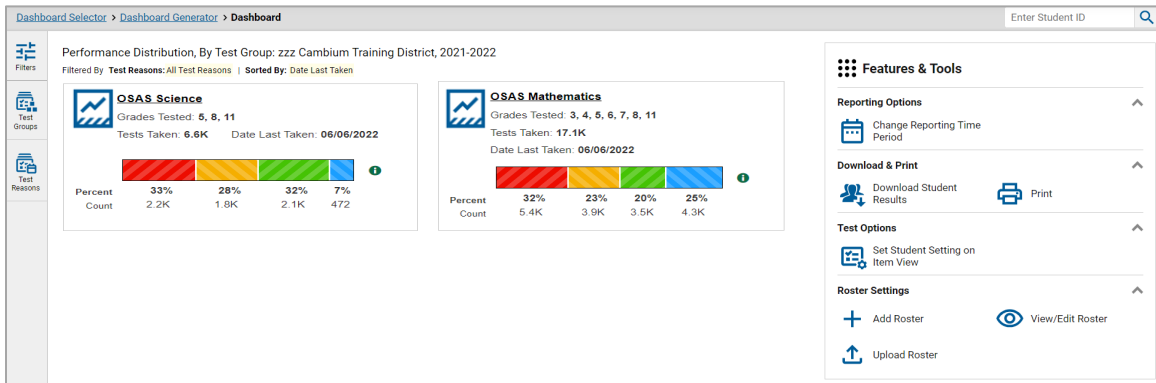 Dashboard Selector > Dashboard Generator > Dashboard
Enter Student ID
Filters
Test
Groups
Test
Reasons
Performance Distribution, By Test Group: zzz Cambium Training District, 2021-2022
Filtered By Test Reasons: All Test Reasons | Sorted By: Date Last Taken
OSAS Science
Grades Tested: 5, 8, 11
Tests Taken: 6.6K Date Last Taken: 06/06/2022
Percent 33% 28% 32% 7%
Count 2.2K 1.8K 2.1K 472
OSAS Mathematics
Grades Tested: 3, 4, 5, 6, 7, 8, 11
Tests Taken: 17.1K
Date Last Taken: 06/06/2022
Percent 32% 23% 20% 25%
Count 5.4K 3.9K 3.5K 4.3K
Features & Tools
Reporting Options
Change Reporting Time
Period
Download & Print
Download Student
Results
Print
Test Options
Set Student Setting on
Item View
Roster Settings
Add Roster
View/Edit Roster
Upload Roster